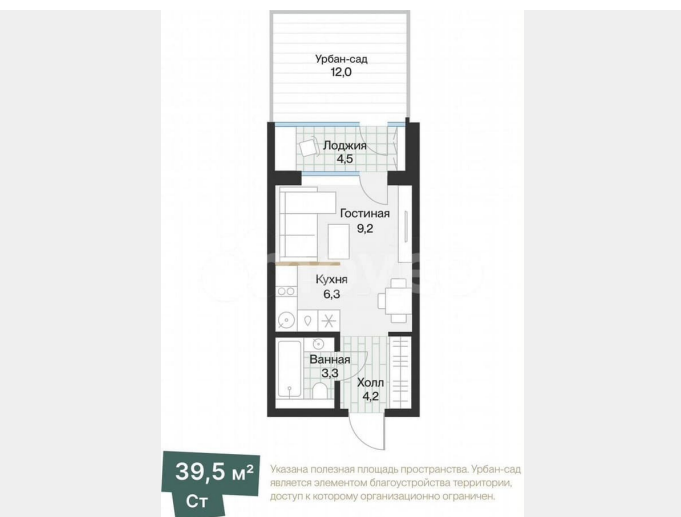 Урбан-сад
12,0
Лоджия
4,5
Гостиная
9,2
Кухня
6,3
Ванная
3,3
Холл
4,2
39,5 м²
Ст
Указана полезная площадь пространства. Урбан-сад
является элементом благоустройства территории,
доступ к которому организационно ограничен.